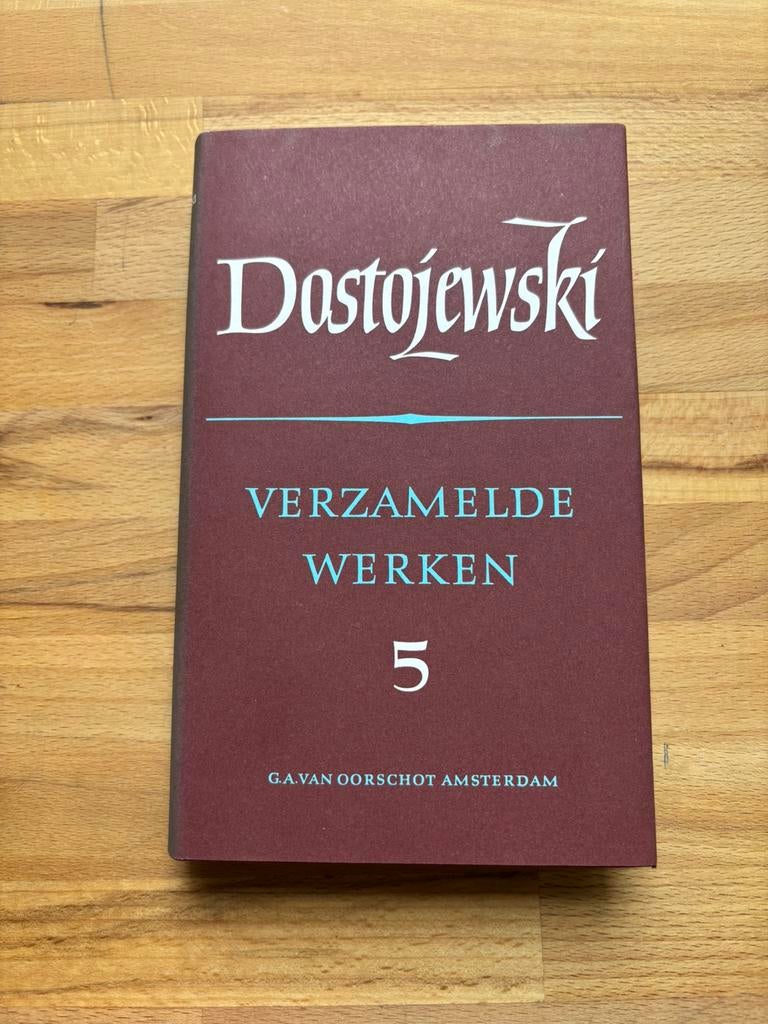 Dostojewski
VERZAMELDE
WERKEN
5
G.A.VAN OORSCHOT AMSTERDAM